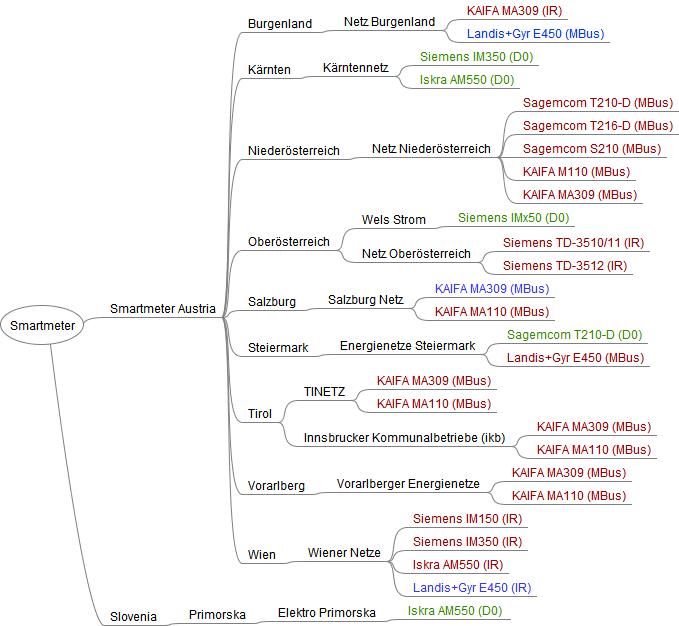 Smartmeter
Smartmeter Austria
Burgenland
Netz Burgenland
KAIFA MA309 (IR)
Landis+Gyr E450 (MBus)
Kärnten
Kärntennetz
Siemens IM350 (D0)
Iskra AM550 (D0)
Niederösterreich
Netz Niederösterreich
Sagemcom T210-D (MBus)
Sagemcom T216-D (MBus)
Sagemcom S210 (MBus)
KAIFA M110 (MBus)
KAIFA MA309 (MBus)
Oberösterreich
Wels Strom
Siemens IMx50 (D0)
Netz Oberösterreich
Siemens TD-3510/11 (IR)
Siemens TD-3512 (IR)
Salzburg
Salzburg Netz
KAIFA MA309 (MBus)
KAIFA MA110 (MBus)
Steiermark
Energienetze Steiermark
Sagemcom T210-D (D0)
Landis+Gyr E450 (MBus)
Tirol
TINETZ
KAIFA MA309 (MBus)
KAIFA MA110 (MBus)
Innsbrucker Kommunalbetriebe (ikb)
KAIFA MA309 (MBus)
KAIFA MA110 (MBus)
Vorarlberg
Vorarlberger Energienetze
KAIFA MA309 (MBus)
KAIFA MA110 (MBus)
Wien
Wiener Netze
Siemens IM150 (IR)
Siemens IM350 (IR)
Iskra AM550 (IR)
Landis+Gyr E450 (IR)
Slovenia
Primorska
Elektro Primorska
Iskra AM550 (D0)